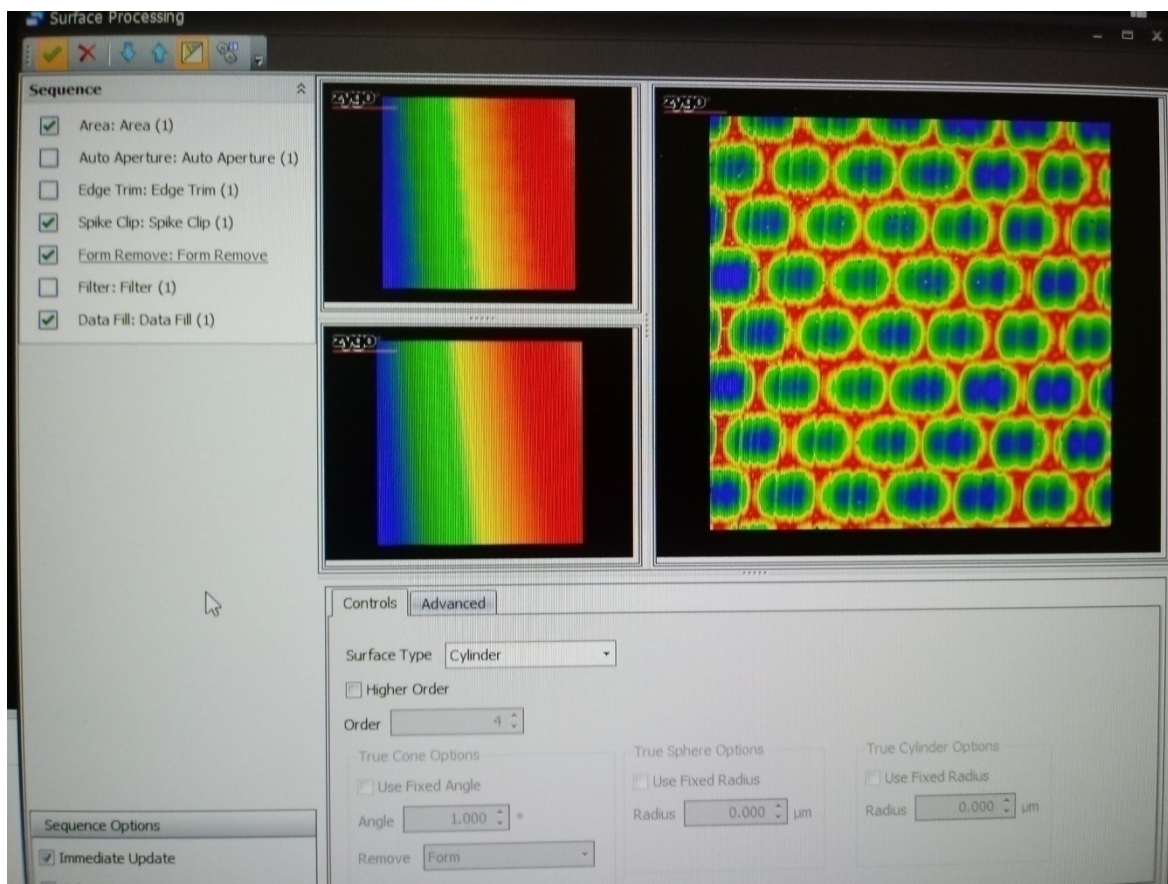 Surface Processing
Sequence
Area: Area (1)
Auto Aperture: Auto Aperture (1)
Edge Trim: Edge Trim (1)
Spike Clip: Spike Clip (1)
Form Remove: Form Remove
Filter: Filter (1)
Data Fill: Data Fill (1)
zygo
zygo
zygo
Controls
Advanced
Surface Type Cylinder
Higher Order
Order 4
True Cone Options
Use Fixed Angle
Angle 1.000 °
Remove Form
True Sphere Options
Use Fixed Radius
Radius 0.000 µm
True Cylinder Options
Use Fixed Radius
Radius 0.000 µm
Sequence Options
Immediate Update